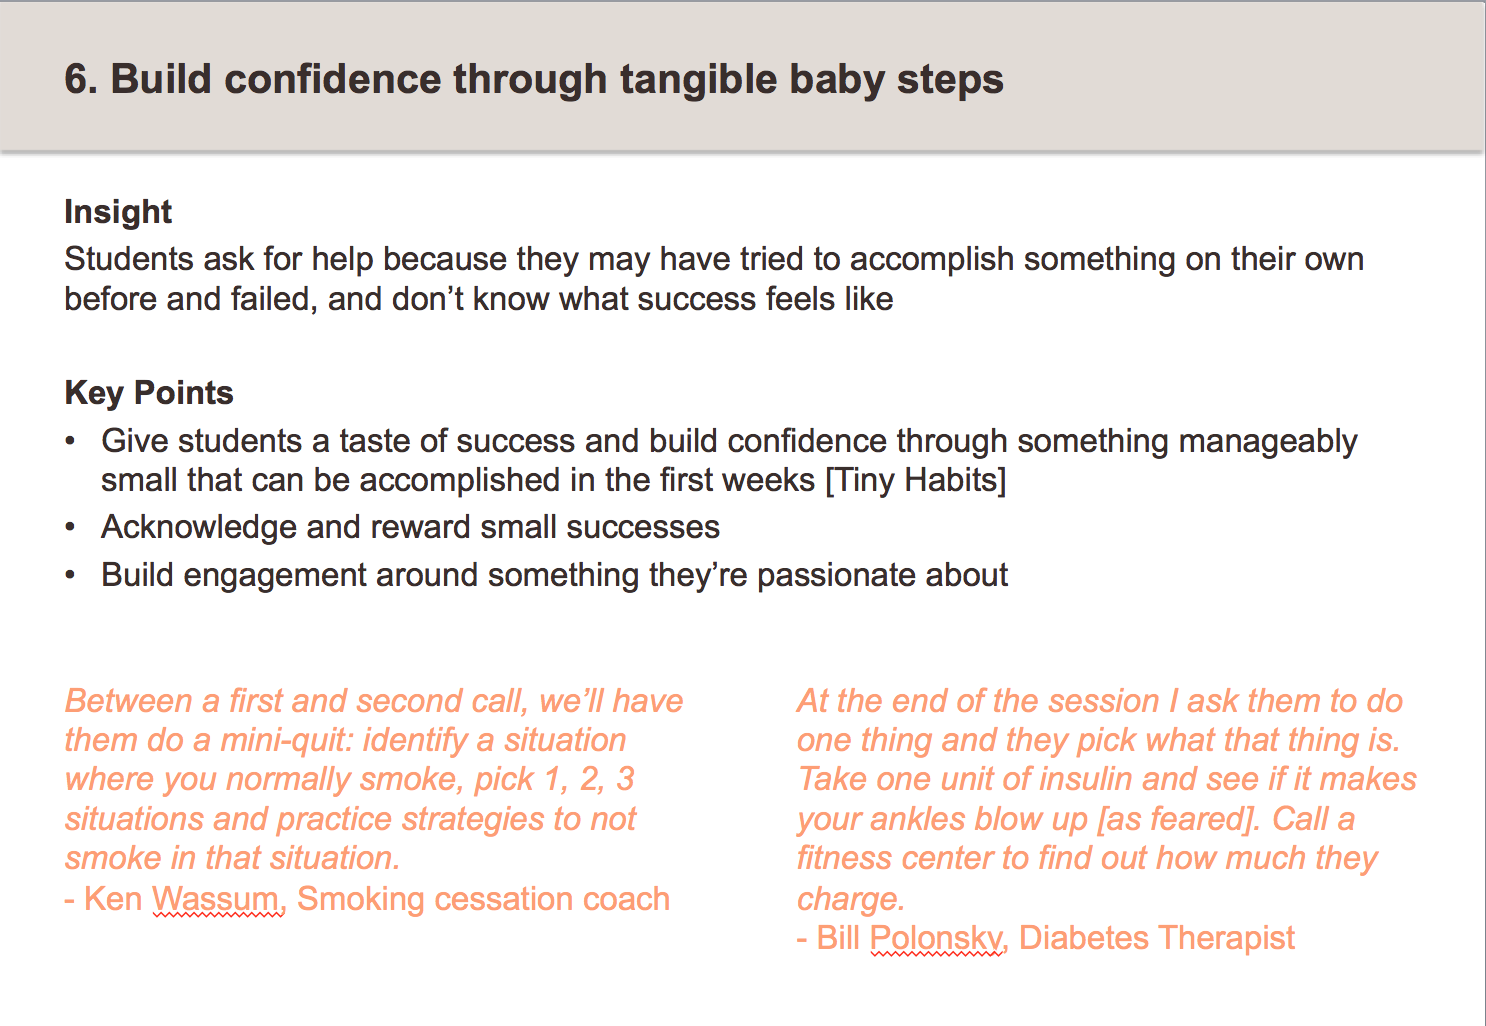 6. Build confidence through tangible baby steps
Insight
Students ask for help because they may have tried to accomplish something on their own
before and failed, and don’t know what success feels like
Key Points
• Give students a taste of success and build confidence through something manageably
small that can be accomplished in the first weeks [Tiny Habits]
• Acknowledge and reward small successes
• Build engagement around something they’re passionate about
Between a first and second call, we’ll have
them do a mini-quit: identify a situation
where you normally smoke, pick 1, 2, 3
situations and practice strategies to not
smoke in that situation.
- Ken Wassum, Smoking cessation coach
At the end of the session I ask them to do
one thing and they pick what that thing is.
Take one unit of insulin and see if it makes
your ankles blow up [as feared]. Call a
fitness center to find out how much they
charge.
- Bill Polonsky, Diabetes Therapist